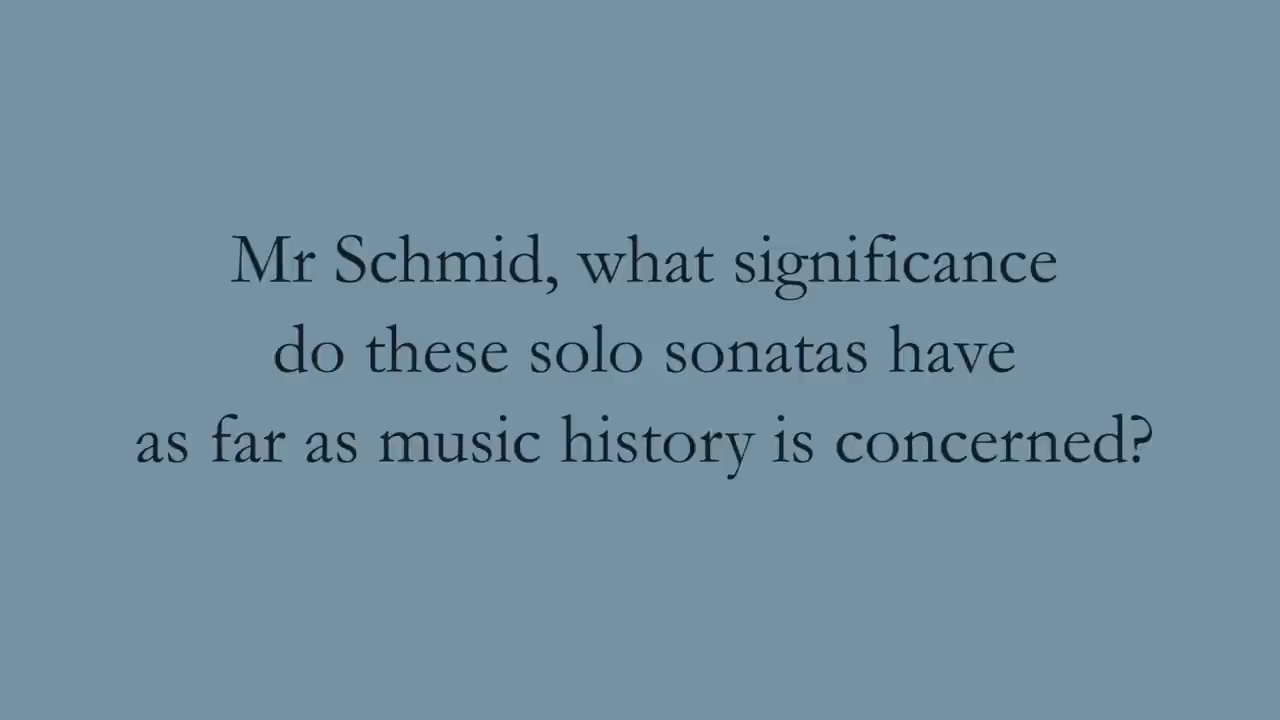 Mr Schmid, what significance
do these solo sonatas have
as far as music history is concerned?